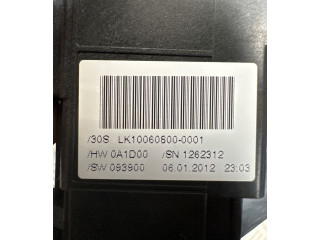 /30S LK10060800-0001
/HW 0A1D00 /SN 1262312
/SW 093900 06.01.2012 23:03